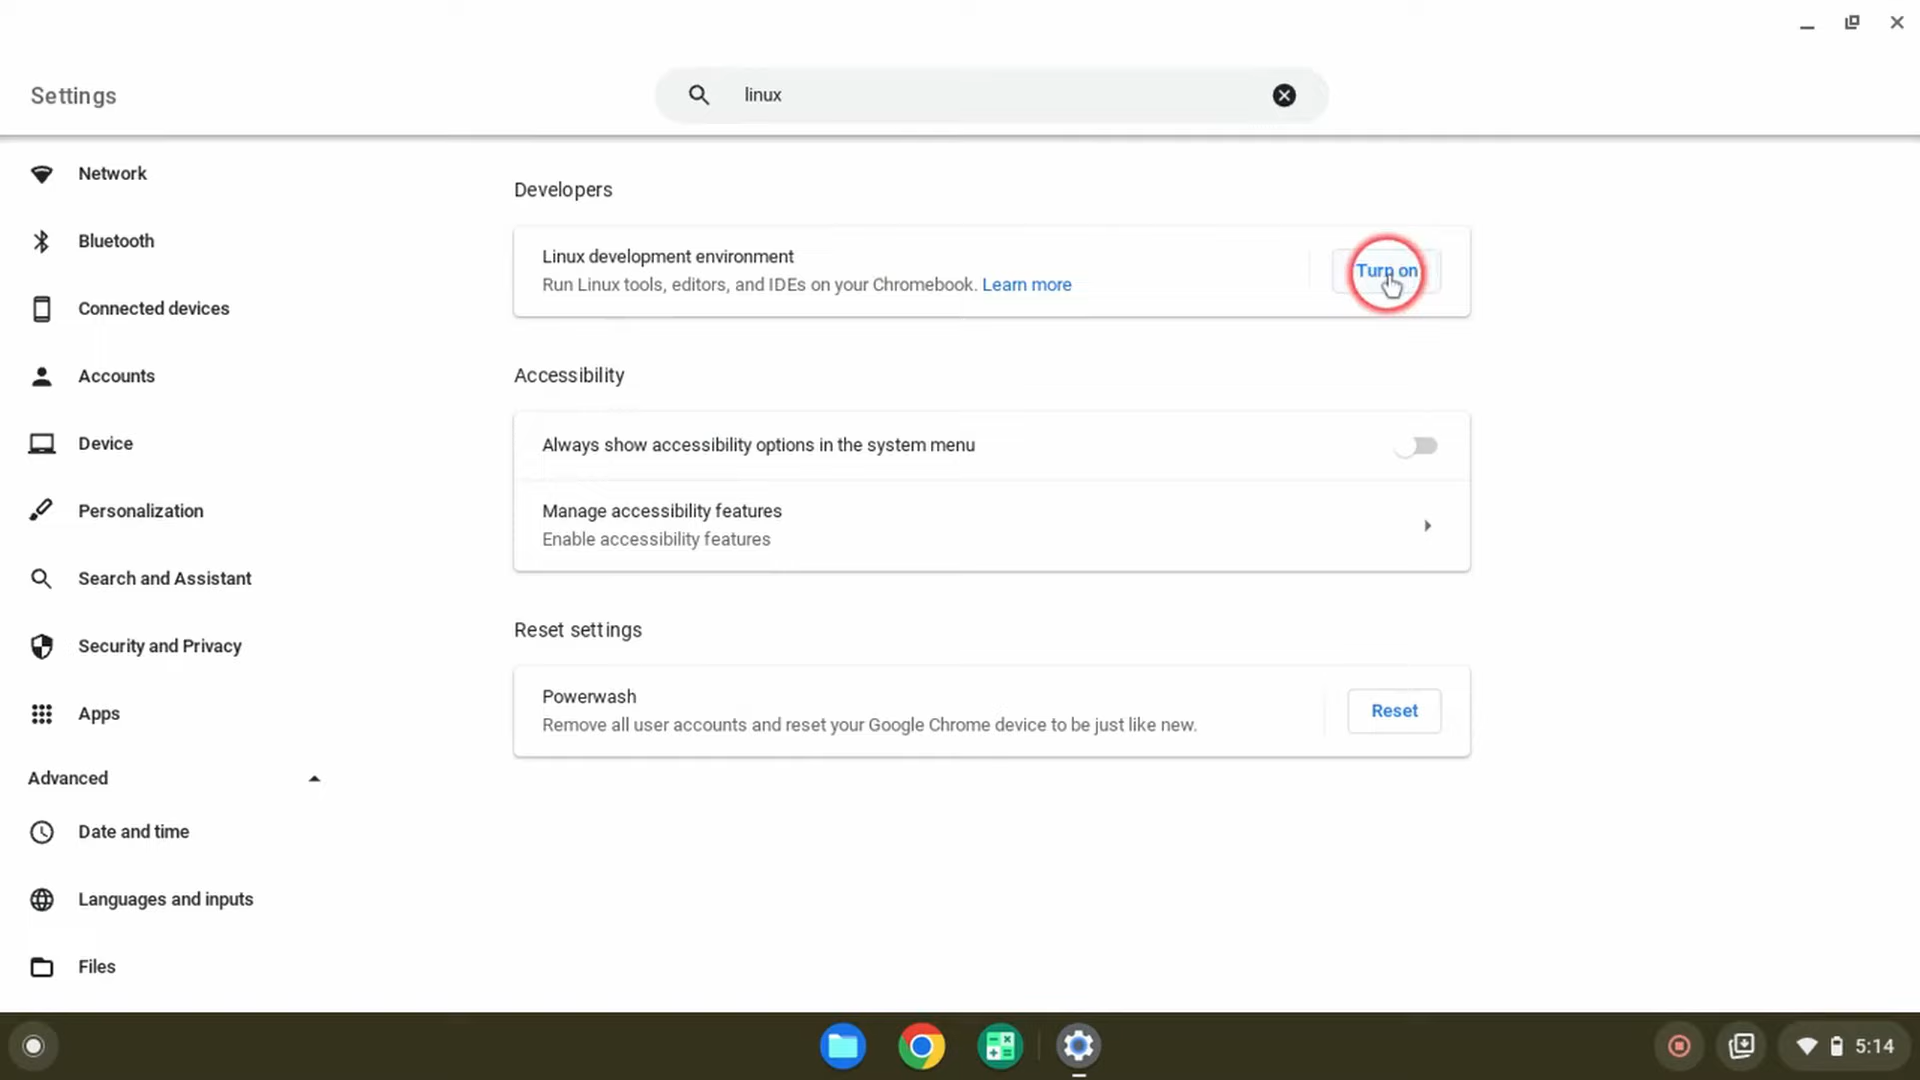 Settings
linux
Network
Bluetooth
Connected devices
Accounts
Device
Personalization
Search and Assistant
Security and Privacy
Apps
Advanced
Date and time
Languages and inputs
Files
Developers
Linux development environment
Run Linux tools, editors, and IDEs on your Chromebook. Learn more
Turn on
Accessibility
Always show accessibility options in the system menu
Manage accessibility features
Enable accessibility features
Reset settings
Powerwash
Remove all user accounts and reset your Google Chrome device to be just like new.
Reset
5:14